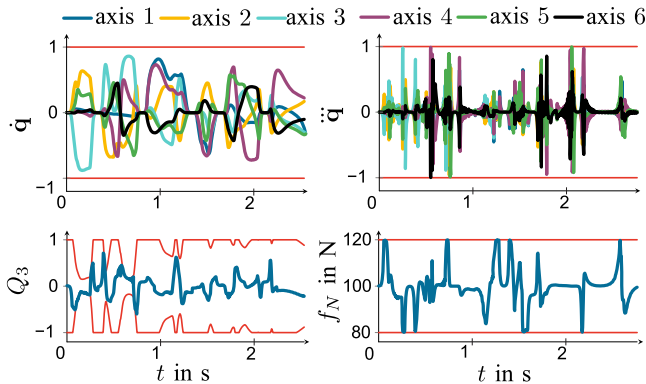 axis 1 axis 2 axis 3 axis 4 axis 5 axis 6
1 1
q̇ 0 q⃛ 0
−1 −1
0 1 2 0 1 2
1 120
Q₃ 0 f_N in N 100
−1 80
0 1 2 0 1 2
t in s t in s